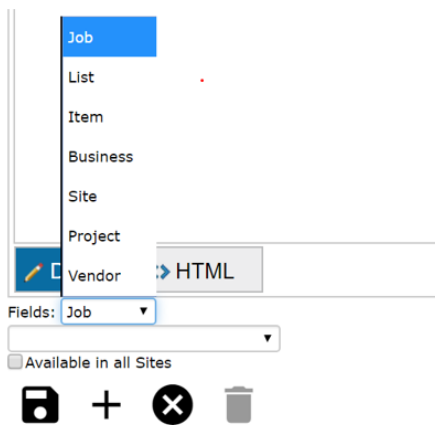 Job
List
Item
Business
Site
Project
Vendor
D <> HTML
Fields: Job
Available in all Sites